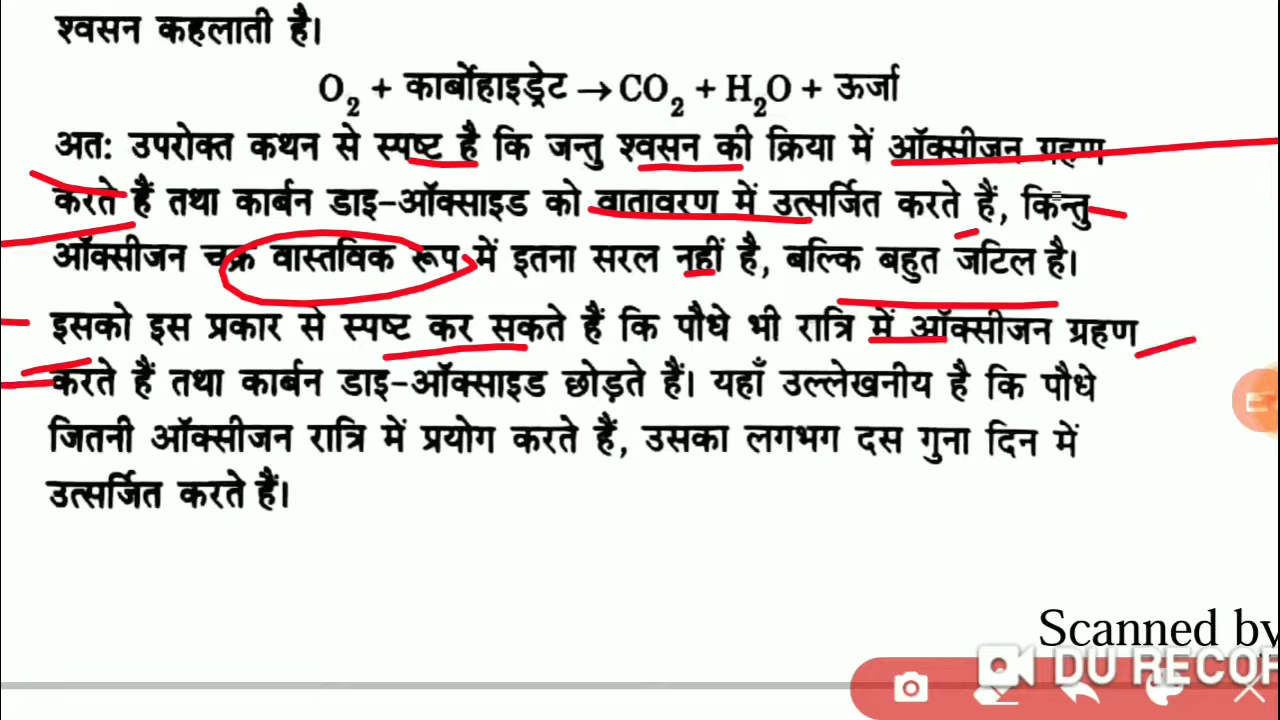 श्वसन कहलाती है।
O₂ + कार्बोहाइड्रेट → CO₂ + H₂O + ऊर्जा
अतः उपरोक्त कथन से स्पष्ट है कि जन्तु श्वसन की क्रिया में ऑक्सीजन ग्रहण
करते हैं तथा कार्बन डाइ-ऑक्साइड को वातावरण में उत्सर्जित करते हैं, किन्तु
ऑक्सीजन चक्र वास्तविक रूप में इतना सरल नहीं है, बल्कि बहुत जटिल है।
इसको इस प्रकार से स्पष्ट कर सकते हैं कि पौधे भी रात्रि में ऑक्सीजन ग्रहण
करते हैं तथा कार्बन डाइ-ऑक्साइड छोड़ते हैं। यहाँ उल्लेखनीय है कि पौधे
जितनी ऑक्सीजन रात्रि में प्रयोग करते हैं, उसका लगभग दस गुना दिन में
उत्सर्जित करते हैं।
Scanned by
DU RECOR